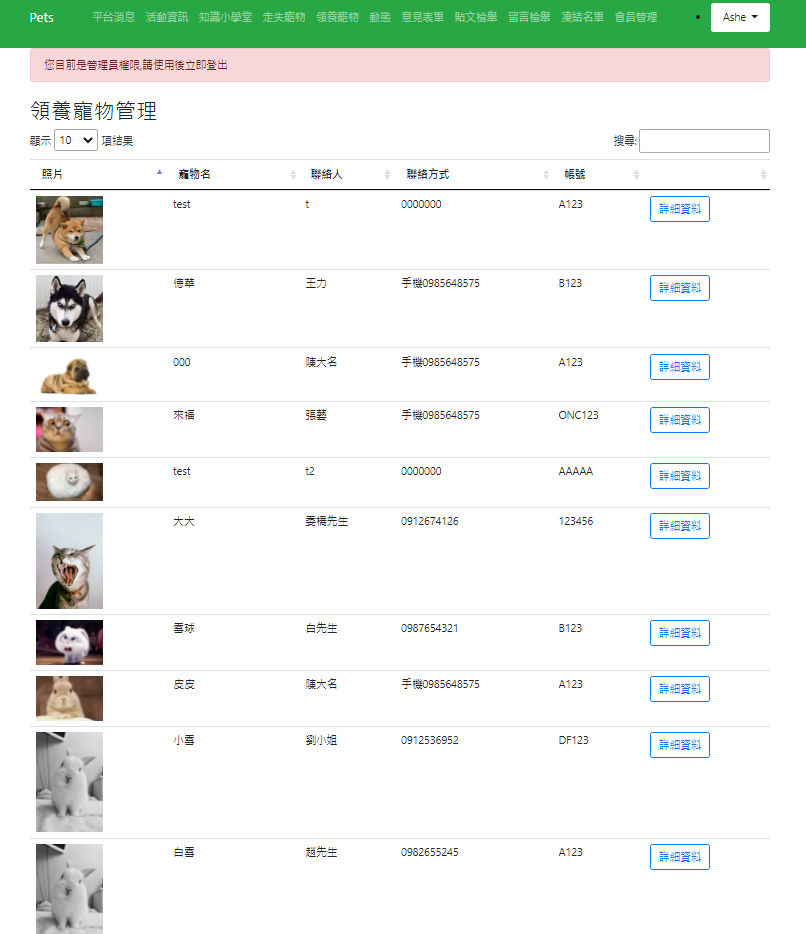 Pets 平台消息 活動資訊 知識小學堂 走失寵物 領養寵物 動態 意見表單 貼文檢舉 留言檢舉 凍結名單 會員管理 Ashe
您目前是管理員權限,請使用後立即登出
領養寵物管理
顯示 10 項結果 搜尋:
照片 寵物名 聯絡人 聯絡方式 帳號
test t 0000000 A123 詳細資料
德華 王力 手機0985648575 B123 詳細資料
000 陳大名 手機0985648575 A123 詳細資料
來福 張藝 手機0985648575 ONC123 詳細資料
test t2 0000000 AAAAA 詳細資料
大大 婁橋先生 0912674126 123456 詳細資料
雪球 白先生 0987654321 B123 詳細資料
皮皮 陳大名 手機0985648575 A123 詳細資料
小雪 劉小姐 0912536952 DF123 詳細資料
白雪 趙先生 0982655245 A123 詳細資料